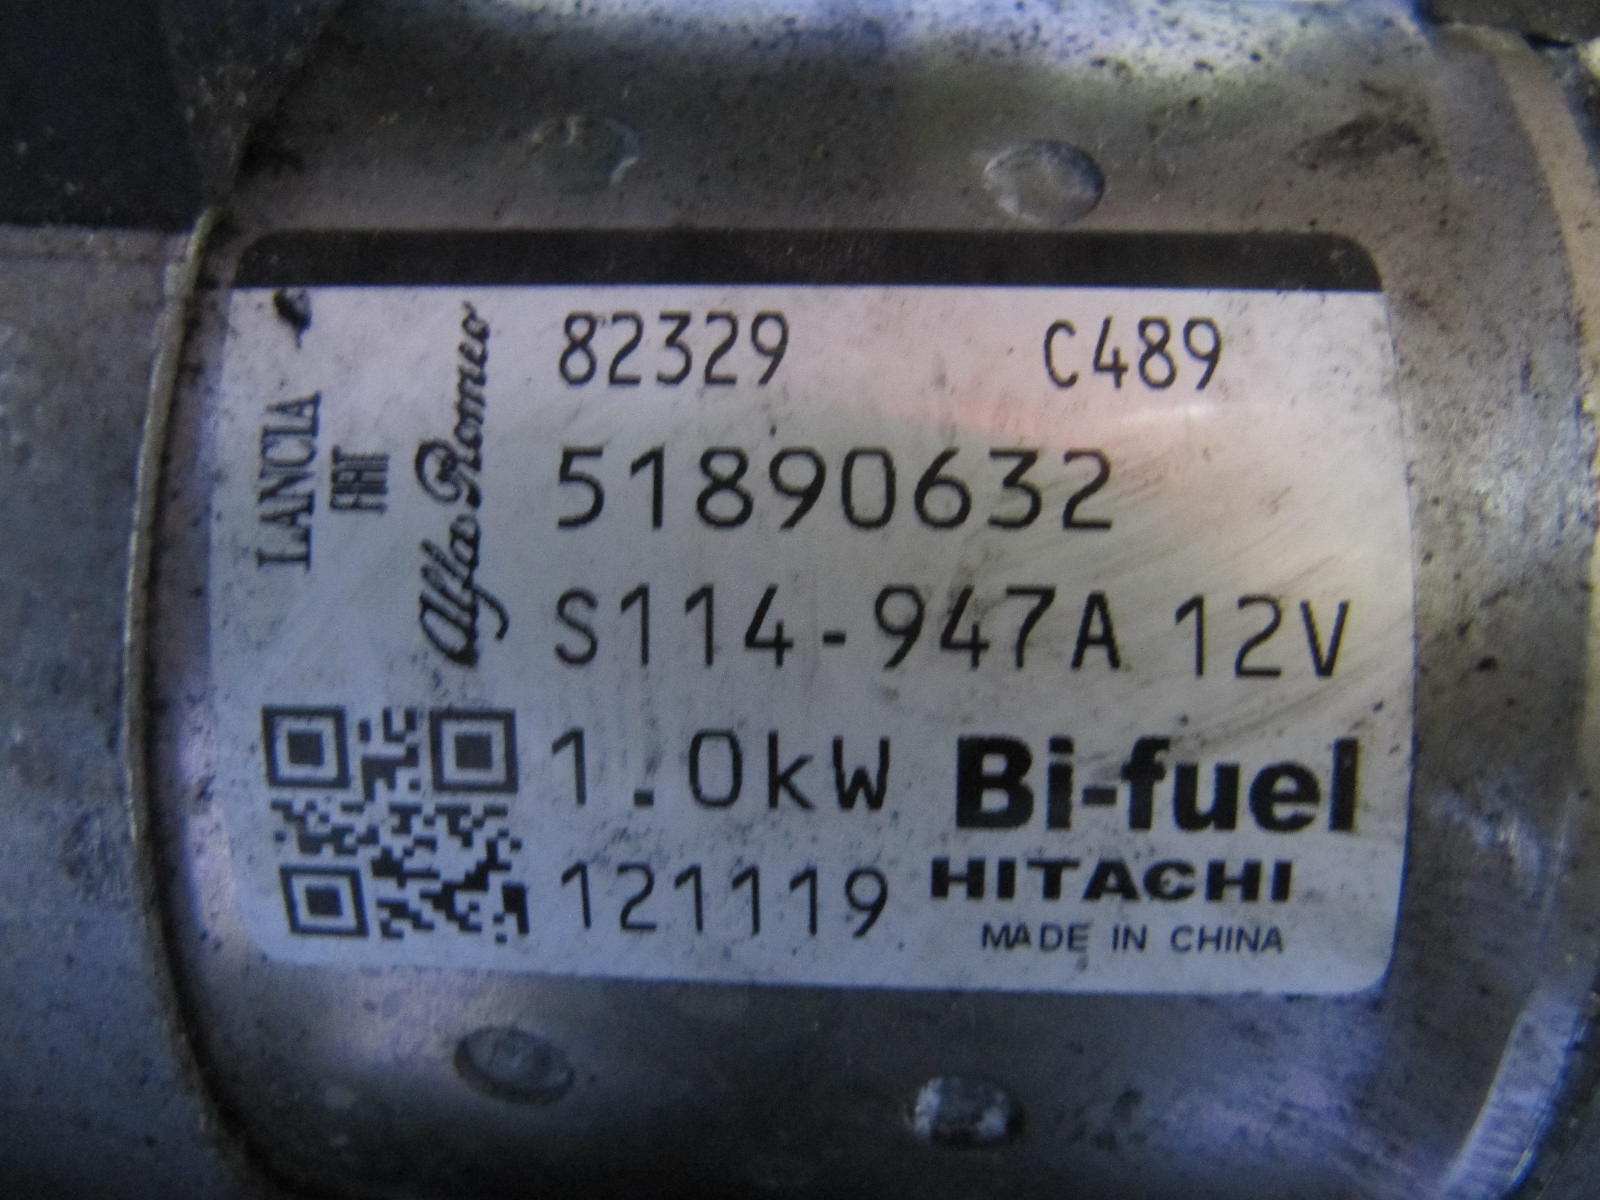 LANCIA
FIAT
Alfa Romeo
82329 C489
51890632
S114-947A 12V
1.0kW Bi-fuel
121119 HITACHI
MADE IN CHINA